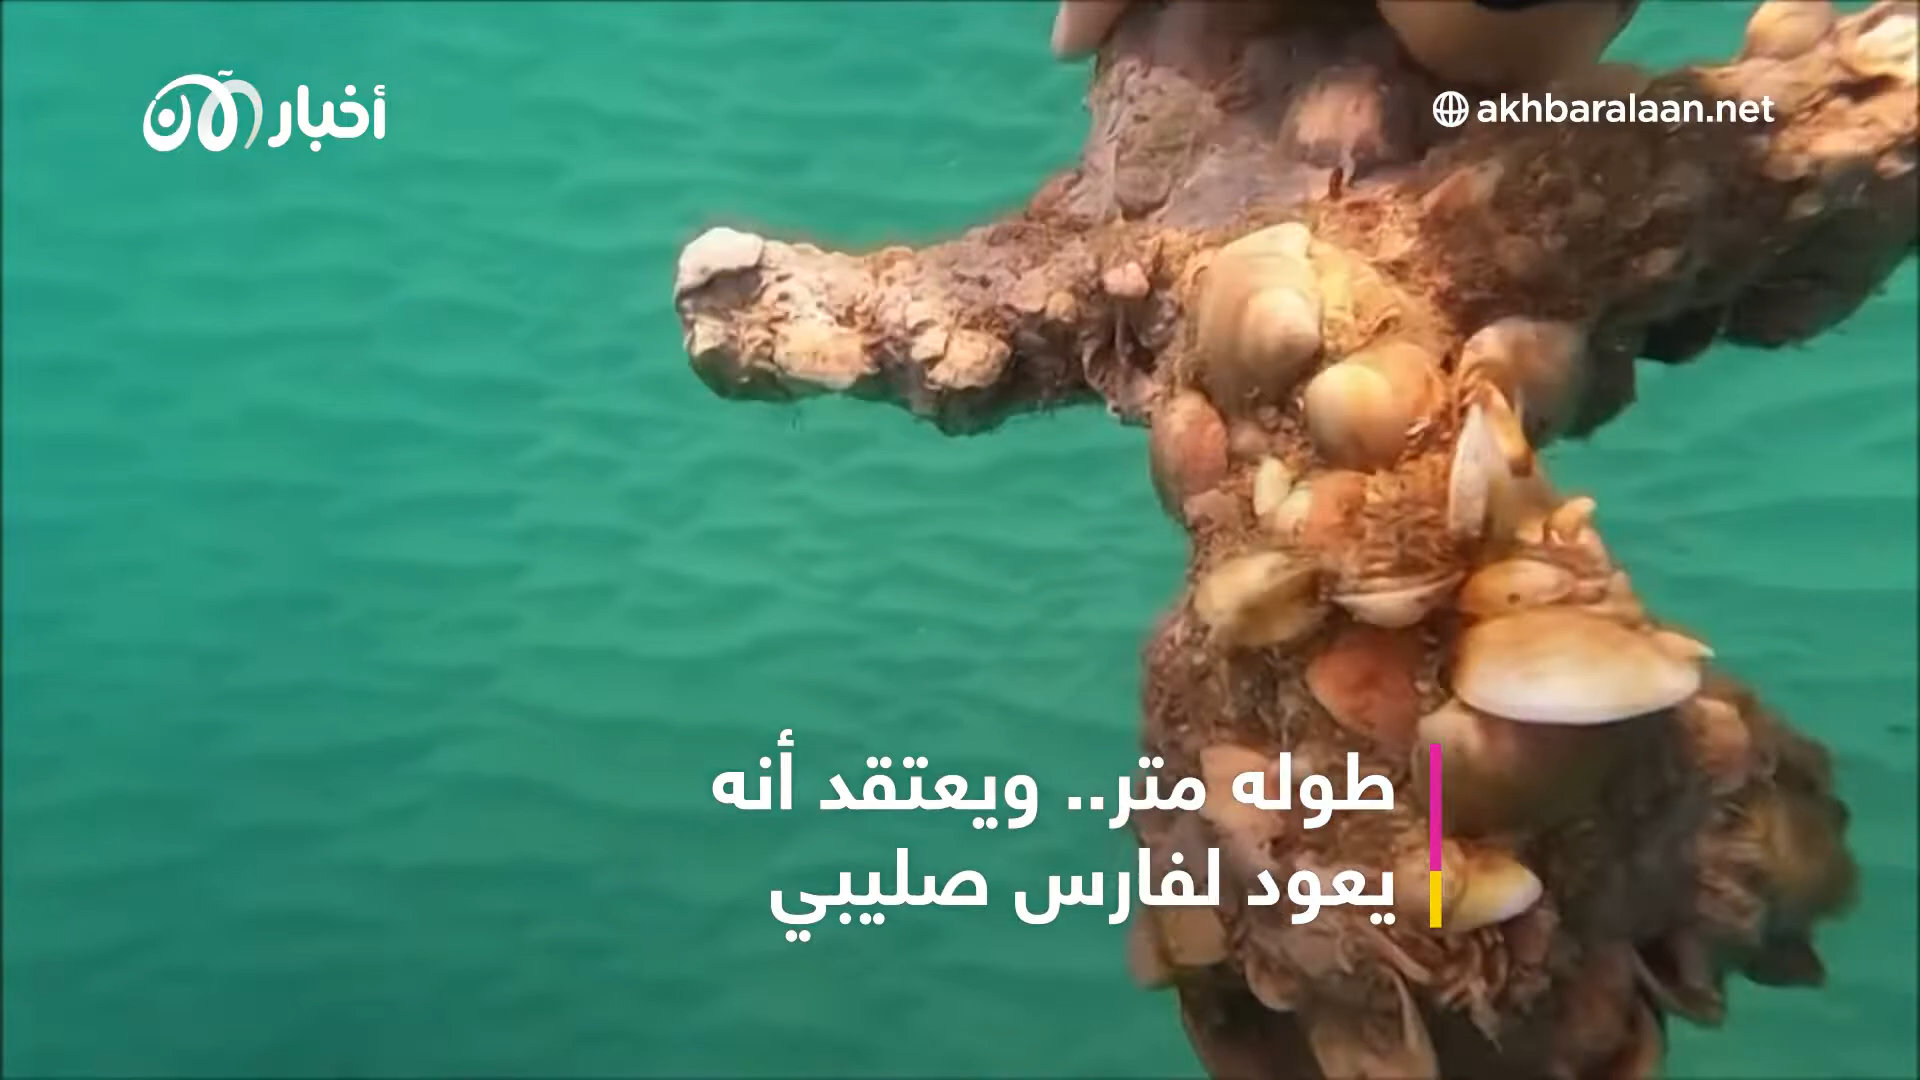 أخبار الآن
akhbaralaan.net
طوله متر.. ويعتقد أنه
يعود لفارس صليبي